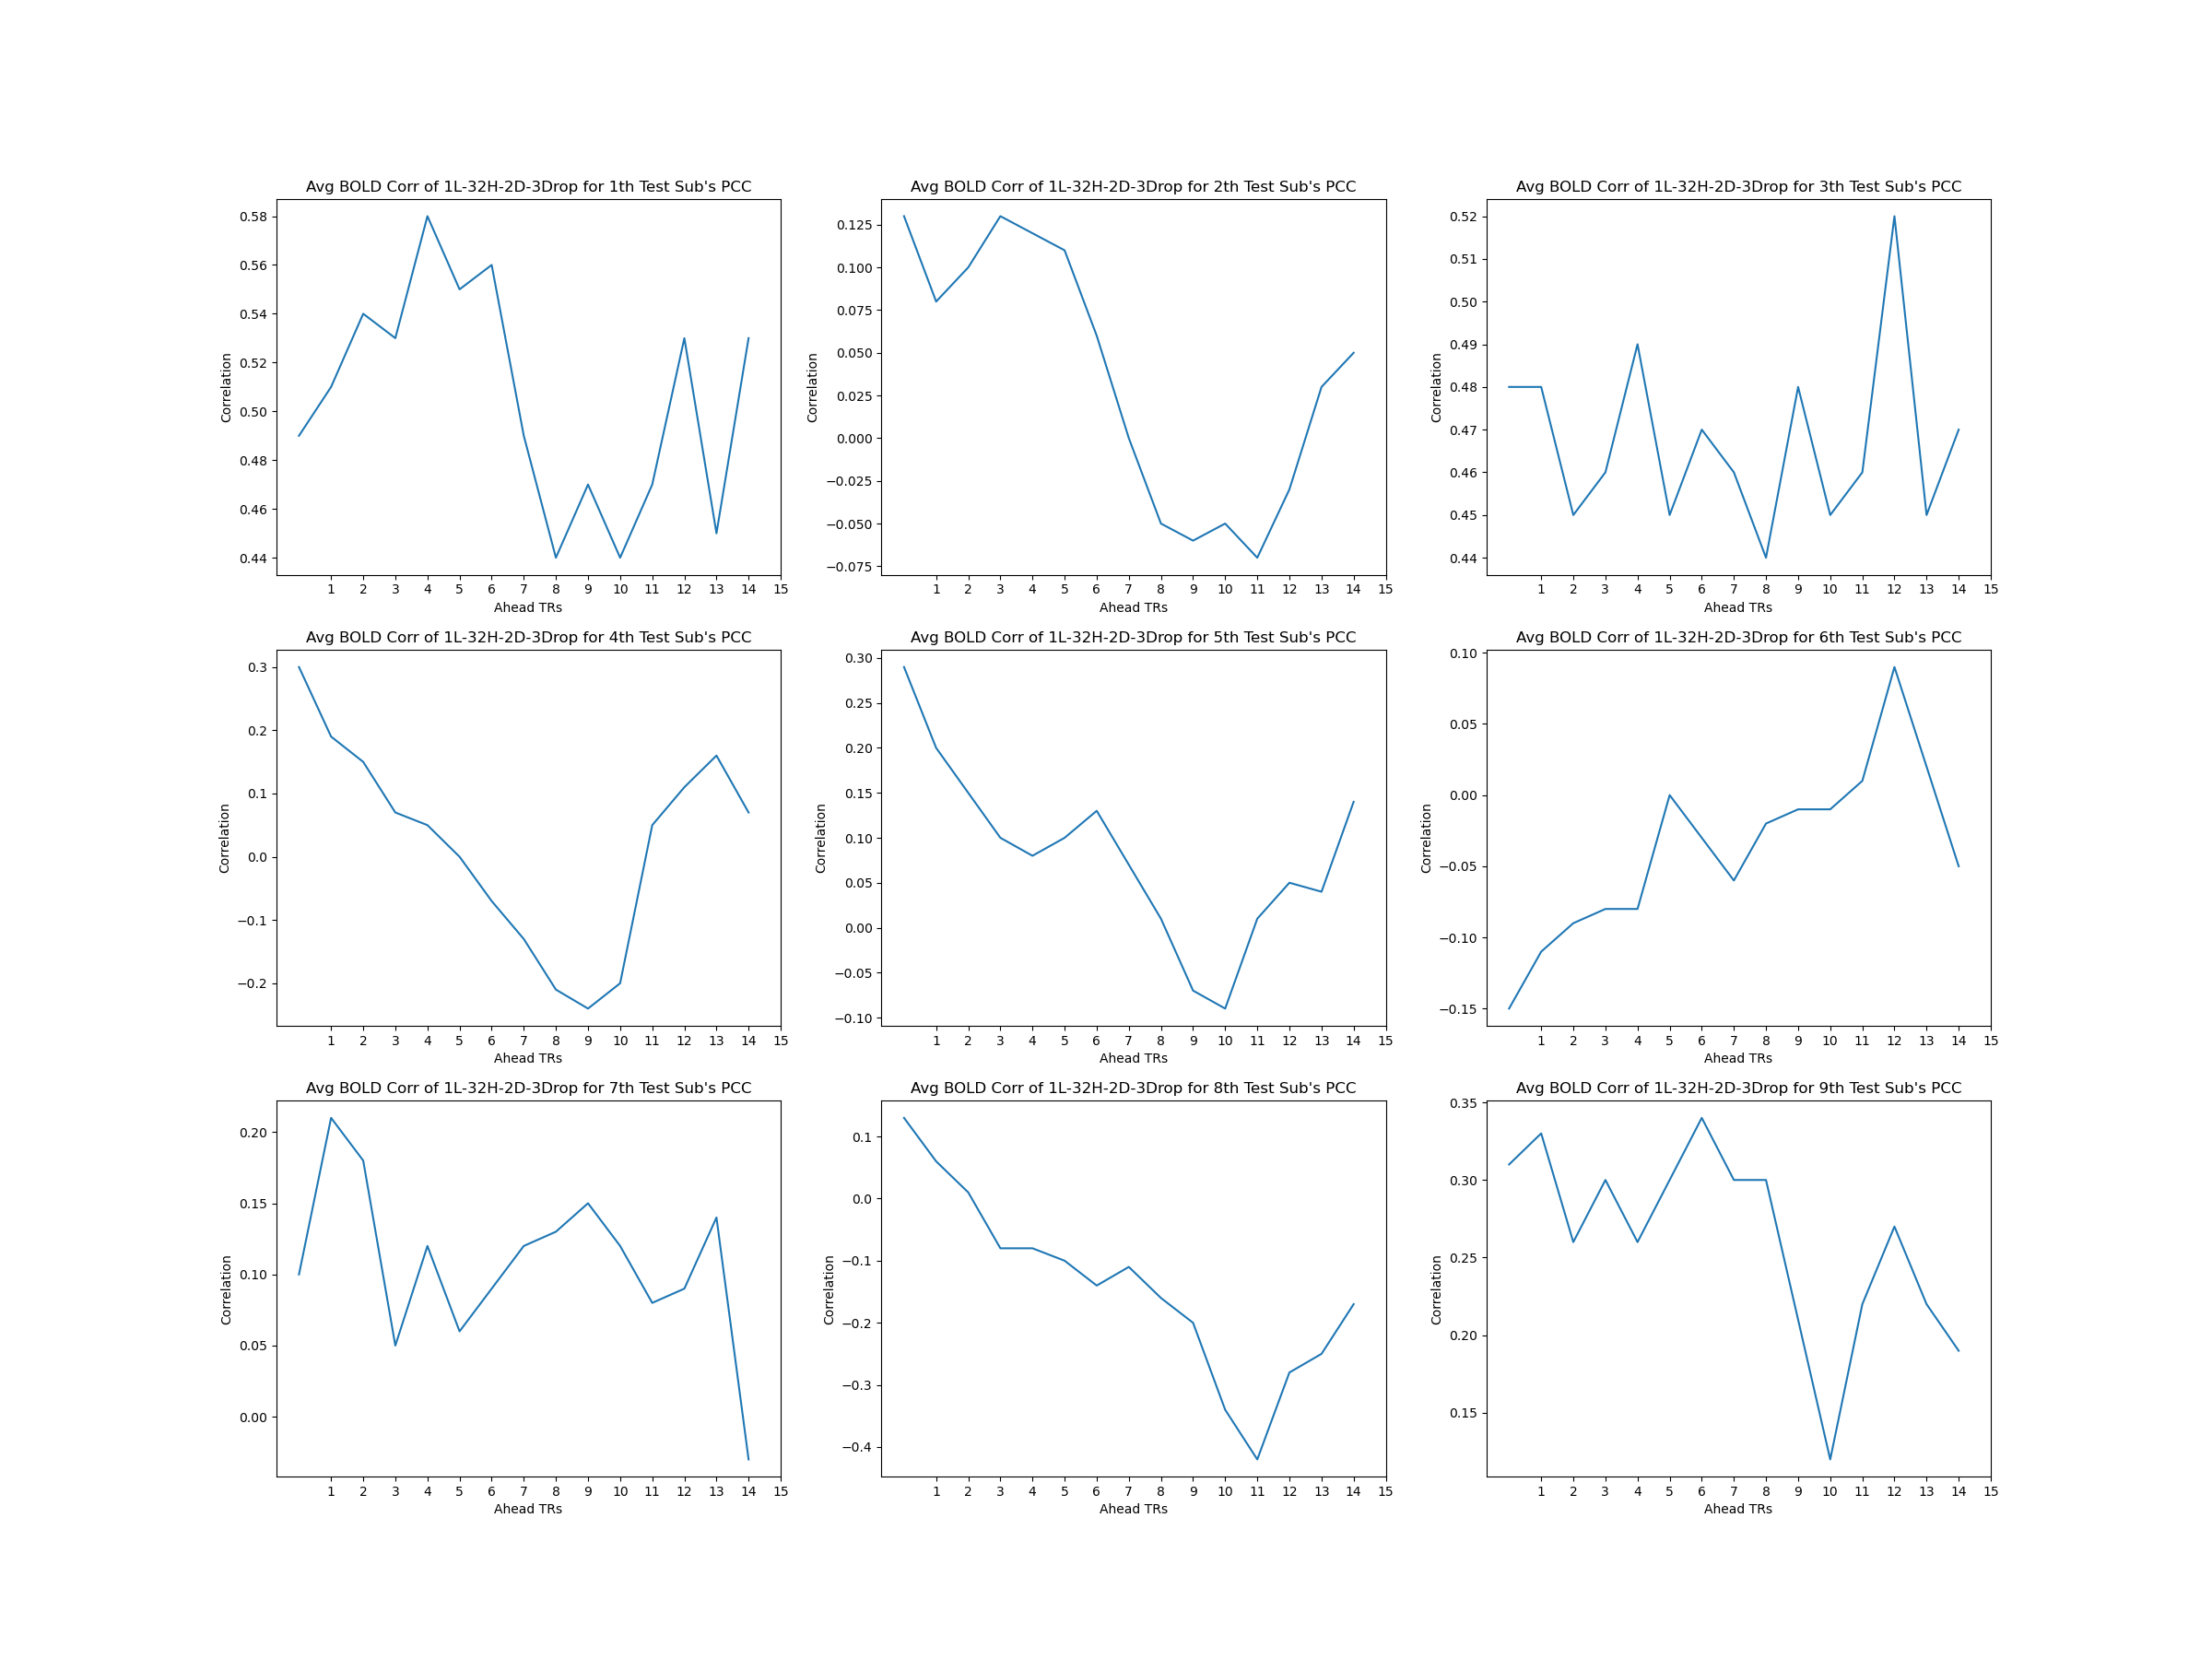 Avg BOLD Corr of 1L-32H-2D-3Drop for 1th Test Sub's PCC
0.58
0.56
0.54
0.52
0.50
0.48
0.46
0.44
Correlation
1 2 3 4 5 6 7 8 9 10 11 12 13 14 15
Ahead TRs
Avg BOLD Corr of 1L-32H-2D-3Drop for 2th Test Sub's PCC
0.125
0.100
0.075
0.050
0.025
0.000
−0.025
−0.050
−0.075
Correlation
1 2 3 4 5 6 7 8 9 10 11 12 13 14 15
Ahead TRs
Avg BOLD Corr of 1L-32H-2D-3Drop for 3th Test Sub's PCC
0.52
0.51
0.50
0.49
0.48
0.47
0.46
0.45
0.44
Correlation
1 2 3 4 5 6 7 8 9 10 11 12 13 14 15
Ahead TRs
Avg BOLD Corr of 1L-32H-2D-3Drop for 4th Test Sub's PCC
0.3
0.2
0.1
0.0
−0.1
−0.2
Correlation
1 2 3 4 5 6 7 8 9 10 11 12 13 14 15
Ahead TRs
Avg BOLD Corr of 1L-32H-2D-3Drop for 5th Test Sub's PCC
0.30
0.25
0.20
0.15
0.10
0.05
0.00
−0.05
−0.10
Correlation
1 2 3 4 5 6 7 8 9 10 11 12 13 14 15
Ahead TRs
Avg BOLD Corr of 1L-32H-2D-3Drop for 6th Test Sub's PCC
0.10
0.05
0.00
−0.05
−0.10
−0.15
Correlation
1 2 3 4 5 6 7 8 9 10 11 12 13 14 15
Ahead TRs
Avg BOLD Corr of 1L-32H-2D-3Drop for 7th Test Sub's PCC
0.20
0.15
0.10
0.05
0.00
Correlation
1 2 3 4 5 6 7 8 9 10 11 12 13 14 15
Ahead TRs
Avg BOLD Corr of 1L-32H-2D-3Drop for 8th Test Sub's PCC
0.1
0.0
−0.1
−0.2
−0.3
−0.4
Correlation
1 2 3 4 5 6 7 8 9 10 11 12 13 14 15
Ahead TRs
Avg BOLD Corr of 1L-32H-2D-3Drop for 9th Test Sub's PCC
0.35
0.30
0.25
0.20
0.15
Correlation
1 2 3 4 5 6 7 8 9 10 11 12 13 14 15
Ahead TRs